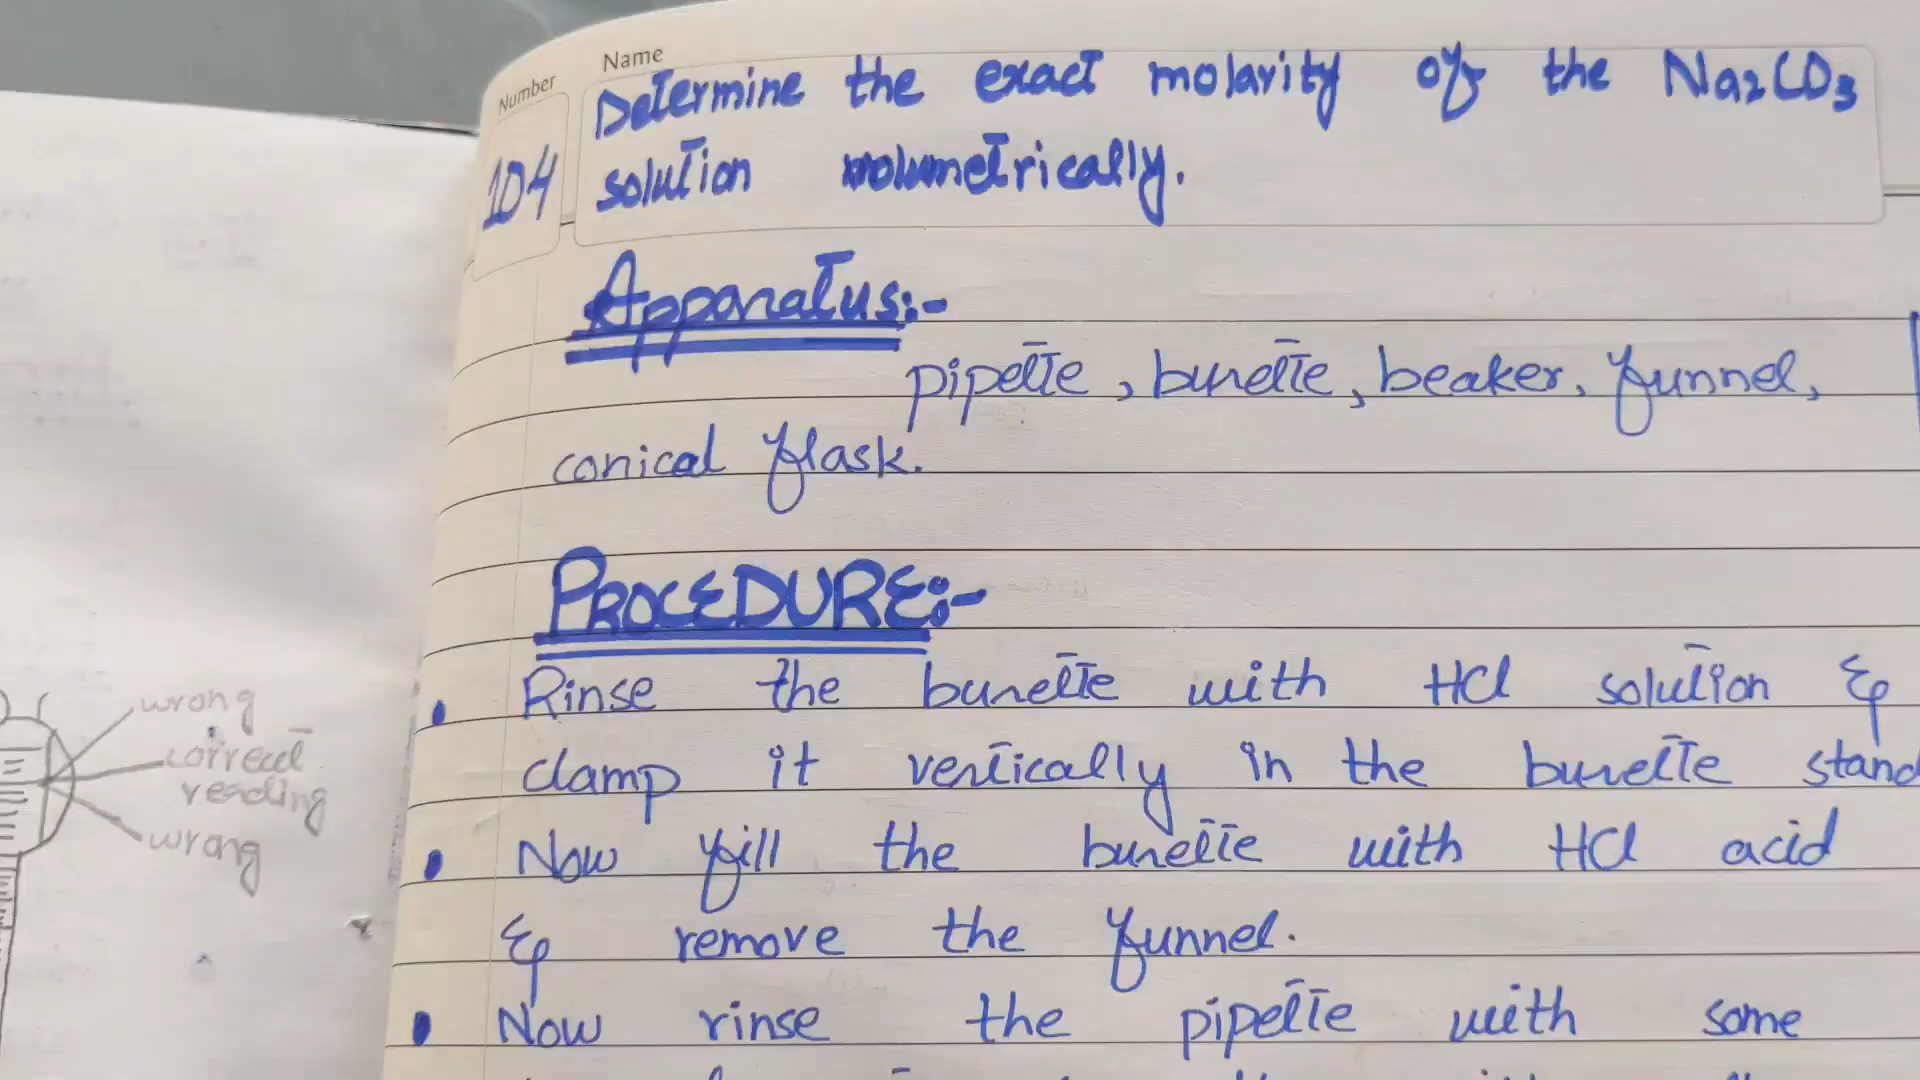 wrong
correct
reading
wrong
Number
Name
104
Determine the exact molarity of the Na2CO3
solution volumetrically.
Apparatus:-
pipette, burette, beaker, funnel,
conical flask.
PROCEDURE:-
• Rinse the burette with HCl solution &
clamp it vertically in the burette stand
• Now fill the burette with HCl acid
& remove the funnel.
• Now rinse the pipette with some